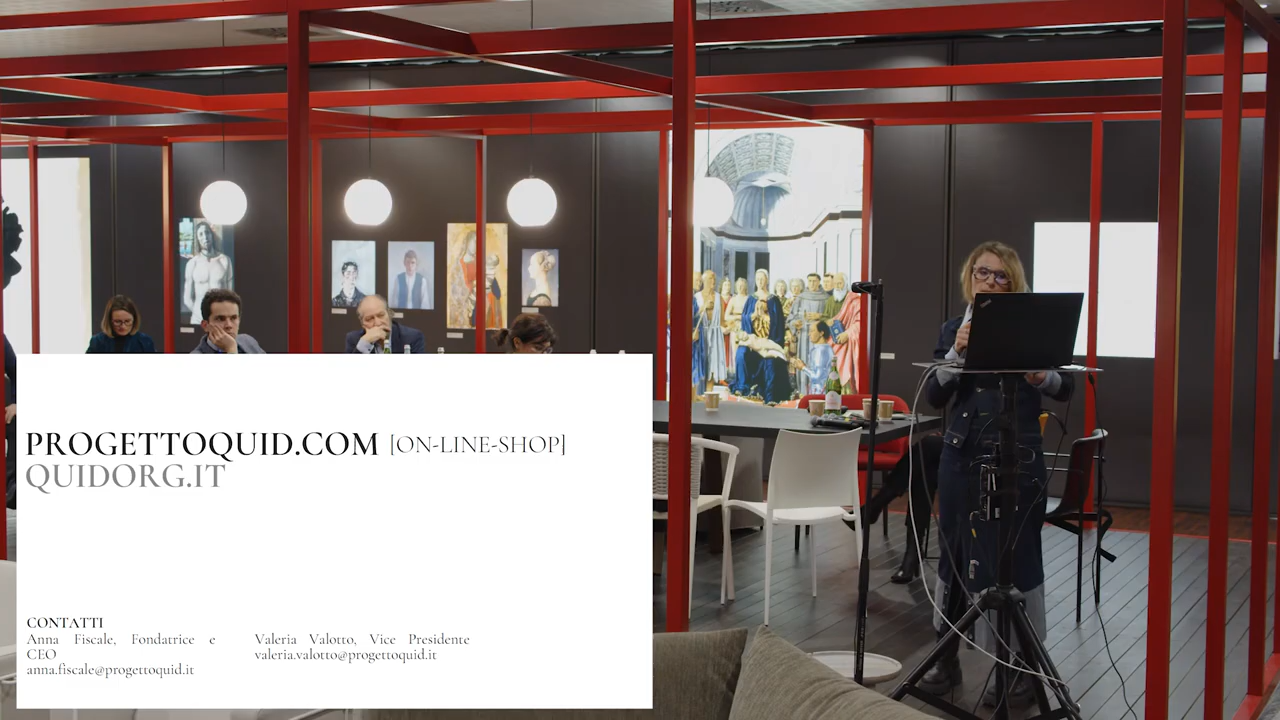 PROGETTOQUID.COM [ON-LINE-SHOP]
QUIDORG.IT
CONTATTI
Anna Fiscale, Fondatrice e
CEO
anna.fiscale@progettoquid.it
Valeria Valotto, Vice Presidente
valeria.valotto@progettoquid.it